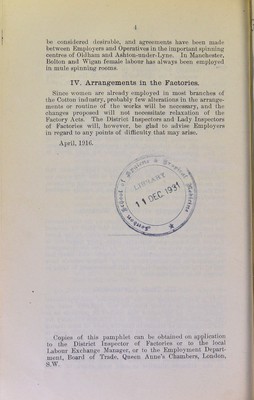 4
be considered desirable, and agreements have been made
between Employers and Operatives in the important spinning
centres of Oldham and Ashton-under-Lyne. In Manchester,
Bolton and Wigan female labour has always been employed
in mule spinning rooms.
IV. Arrangements in the Factories.
Since women are already employed in most branches of
the Cotton industry, probably few alterations in the arrange-
ments or routine of the works will be necessary, and the
changes proposed will not necessitate relaxation of the
Factory Acts. The District Inspectors and Lady Inspectors
of Factories will, however, be glad to advise Employers
in regard to any points of difficulty that may arise.
April, 1916.
London School of Hygiene & Tropical Medicine
LIBRARY
11 DEC 1931
Copies of this pamphlet can be obtained on application
to the District Inspector of Factories or to the local
Labour Exchange Manager, or to the Employment Depart-
ment, Board of Trade, Queen Anne's Chambers, London,
S.W.